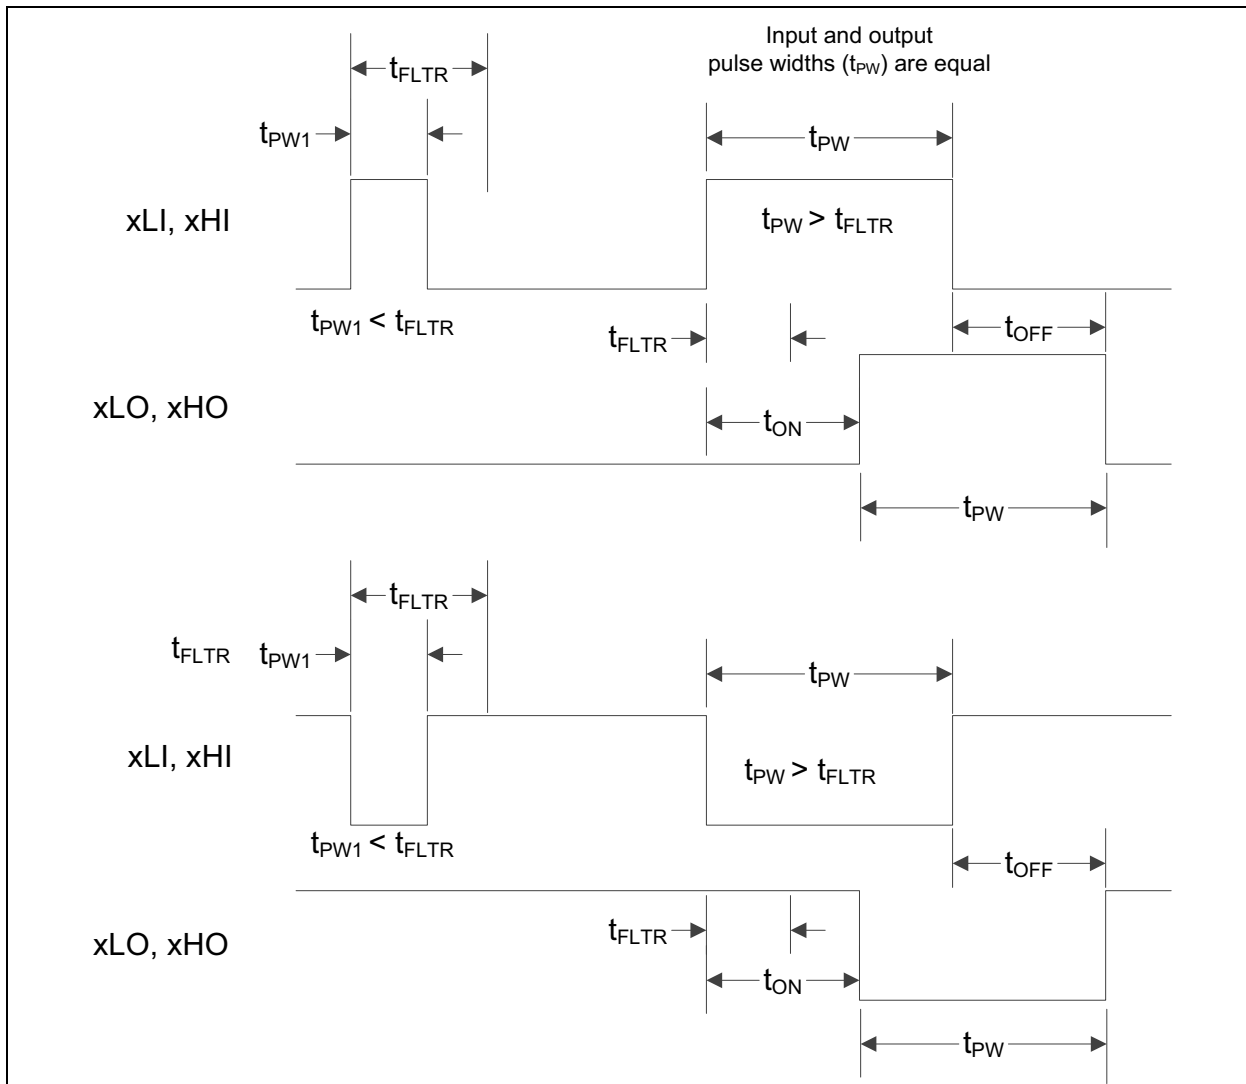 Input and output
pulse widths (tPW) are equal
tFLTR
tPW1
tPW
xLI, xHI
tPW > tFLTR
tPW1 < tFLTR
tFLTR
tOFF
xLO, xHO
tON
tPW
tFLTR
tFLTR tPW1
tPW
xLI, xHI
tPW > tFLTR
tPW1 < tFLTR
tOFF
xLO, xHO
tFLTR
tON
tPW